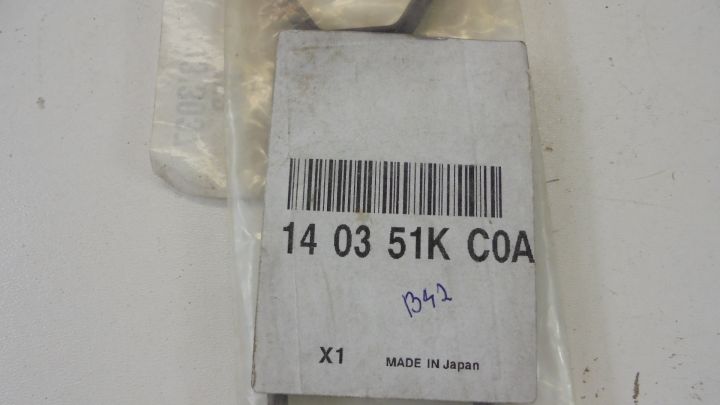 14 03 51K C0A
B42
X1
MADE IN Japan